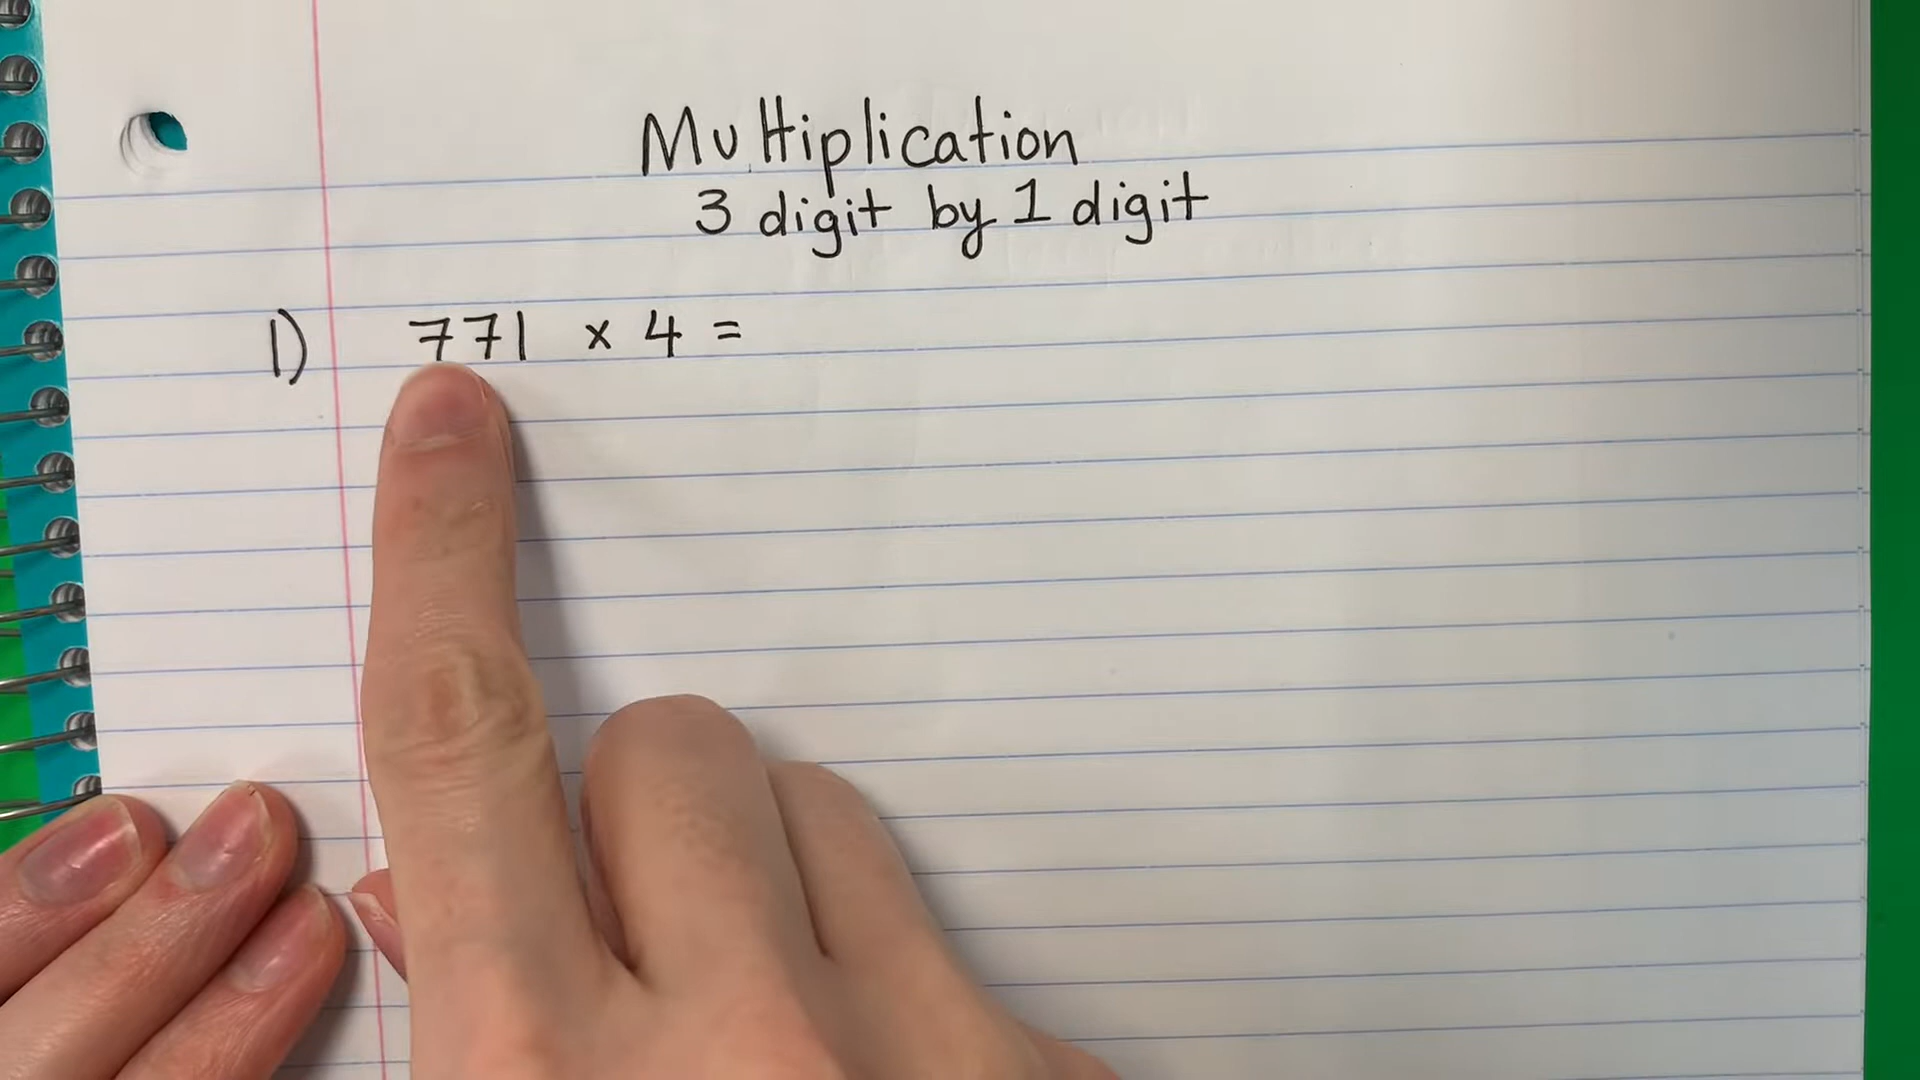 Multiplication
3 digit by 1 digit
1) 771 × 4 =